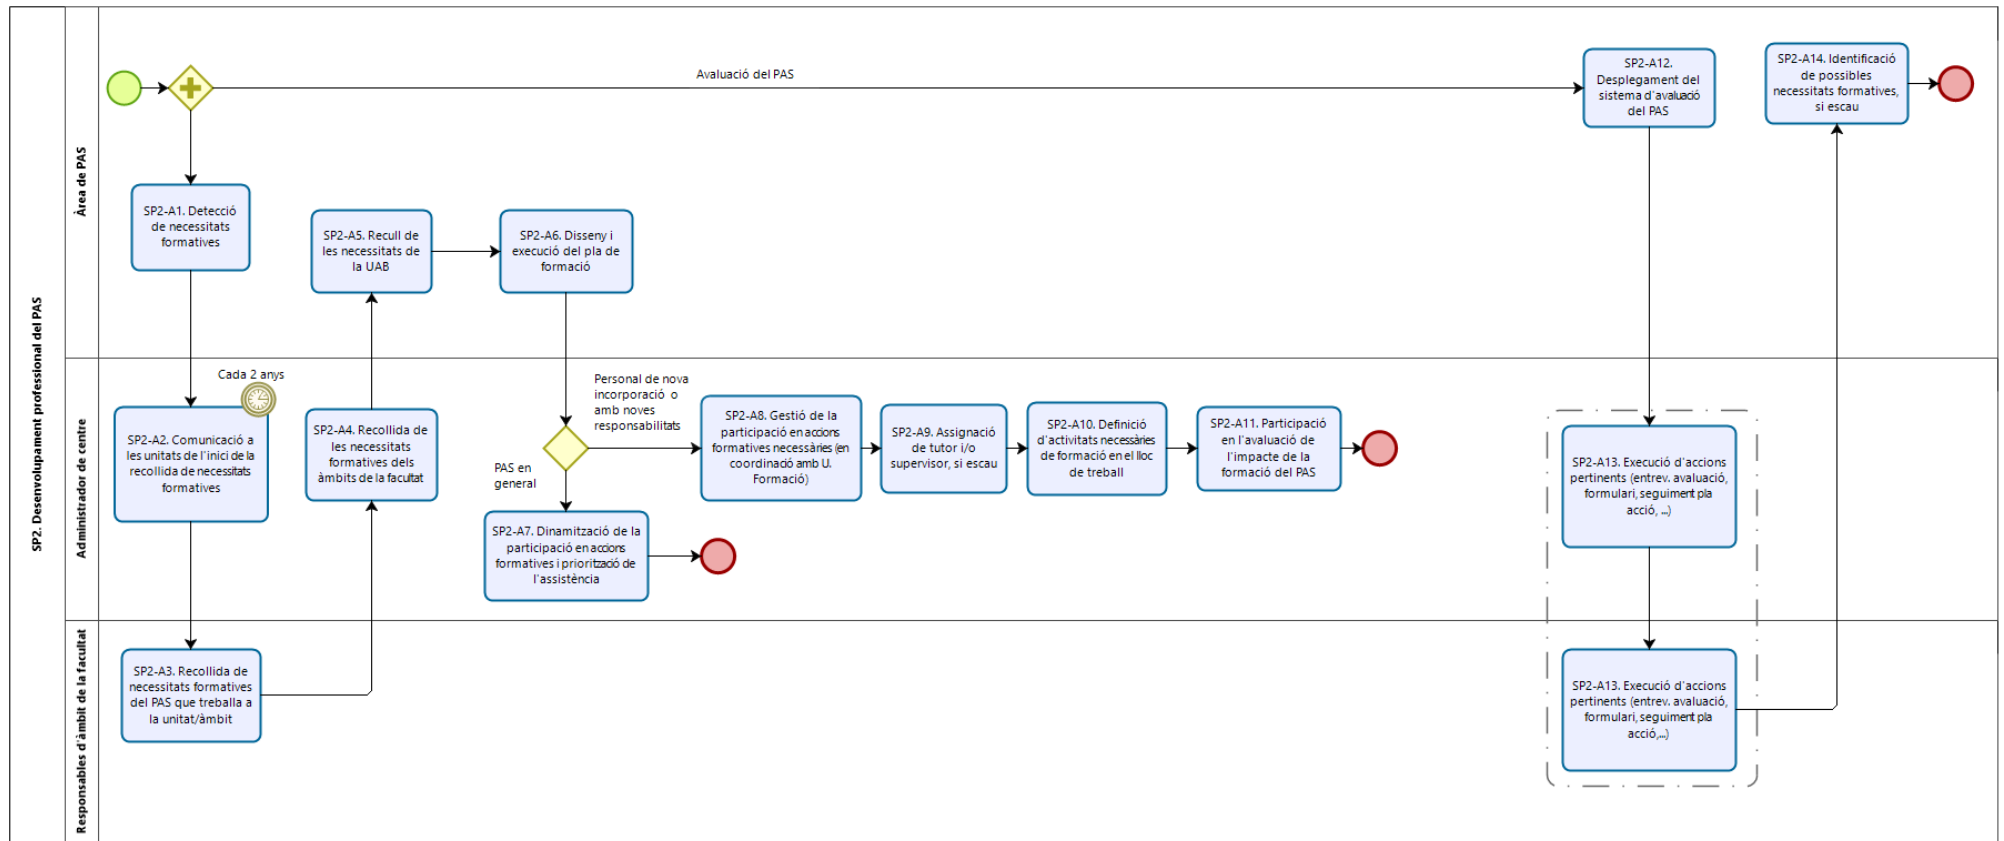 SP2. Desenvolupament professional del PAS
Àrea de PAS
Avaluació del PAS
SP2-A12.
Desplegament del
sistema d'avaluació
del PAS
SP2-A14. Identificació
de possibles
necessitats formatives,
si escau
SP2-A1. Detecció
de necessitats
formatives
SP2-A5. Recull de
les necessitats de
la UAB
SP2-A6. Disseny i
execució del pla de
formació
Administrador de centre
Cada 2 anys
SP2-A2. Comunicació a
les unitats de l'inici de la
recollida de necessitats
formatives
SP2-A4. Recollida de
les necessitats
formatives dels
àmbits de la facultat
Personal de nova
incorporació o
amb noves
responsabilitats
PAS en
general
SP2-A8. Gestió de la
participació en accions
formatives necessàries (en
coordinació amb U.
Formació)
SP2-A9. Assignació
de tutor i/o
supervisor, si escau
SP2-A10. Definició
d'activitats necessàries
de formació en el lloc
de treball
SP2-A11. Participació
en l'avaluació de
l'impacte de la
formació del PAS
SP2-A7. Dinamització de la
participació en accions
formatives i priorització de
l'assistència
SP2-A13. Execució d'accions
pertinents (entrev. avaluació,
formulari, seguiment pla
acció, ...)
Responsables d'àmbit de la facultat
SP2-A3. Recollida de
necessitats formatives
del PAS que treballa a
la unitat/àmbit
SP2-A13. Execució d'accions
pertinents (entrev. avaluació,
formulari, seguiment pla
acció,...)